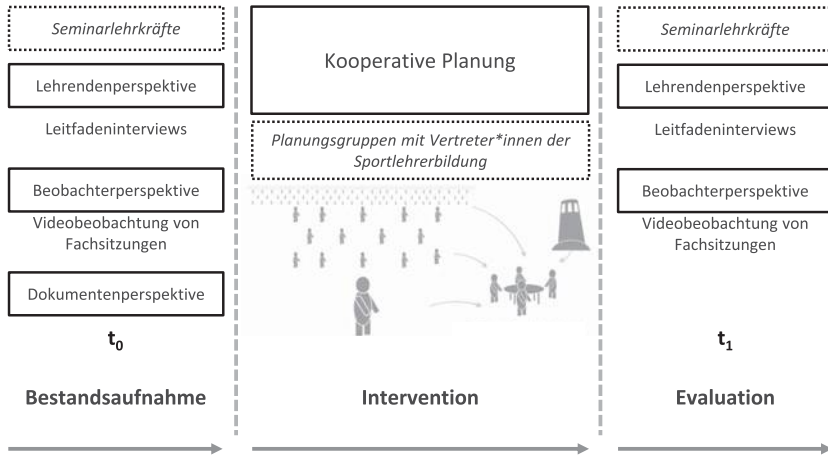 Seminarlehrkräfte
Lehrendenperspektive
Leitfadeninterviews
Beobachterperspektive
Videobeobachtung von
Fachsitzungen
Dokumentenperspektive
t0
Bestandsaufnahme
Kooperative Planung
Planungsgruppen mit Vertreter*innen der
Sportlehrerbildung
Intervention
Seminarlehrkräfte
Lehrendenperspektive
Leitfadeninterviews
Beobachterperspektive
Videobeobachtung von
Fachsitzungen
t1
Evaluation